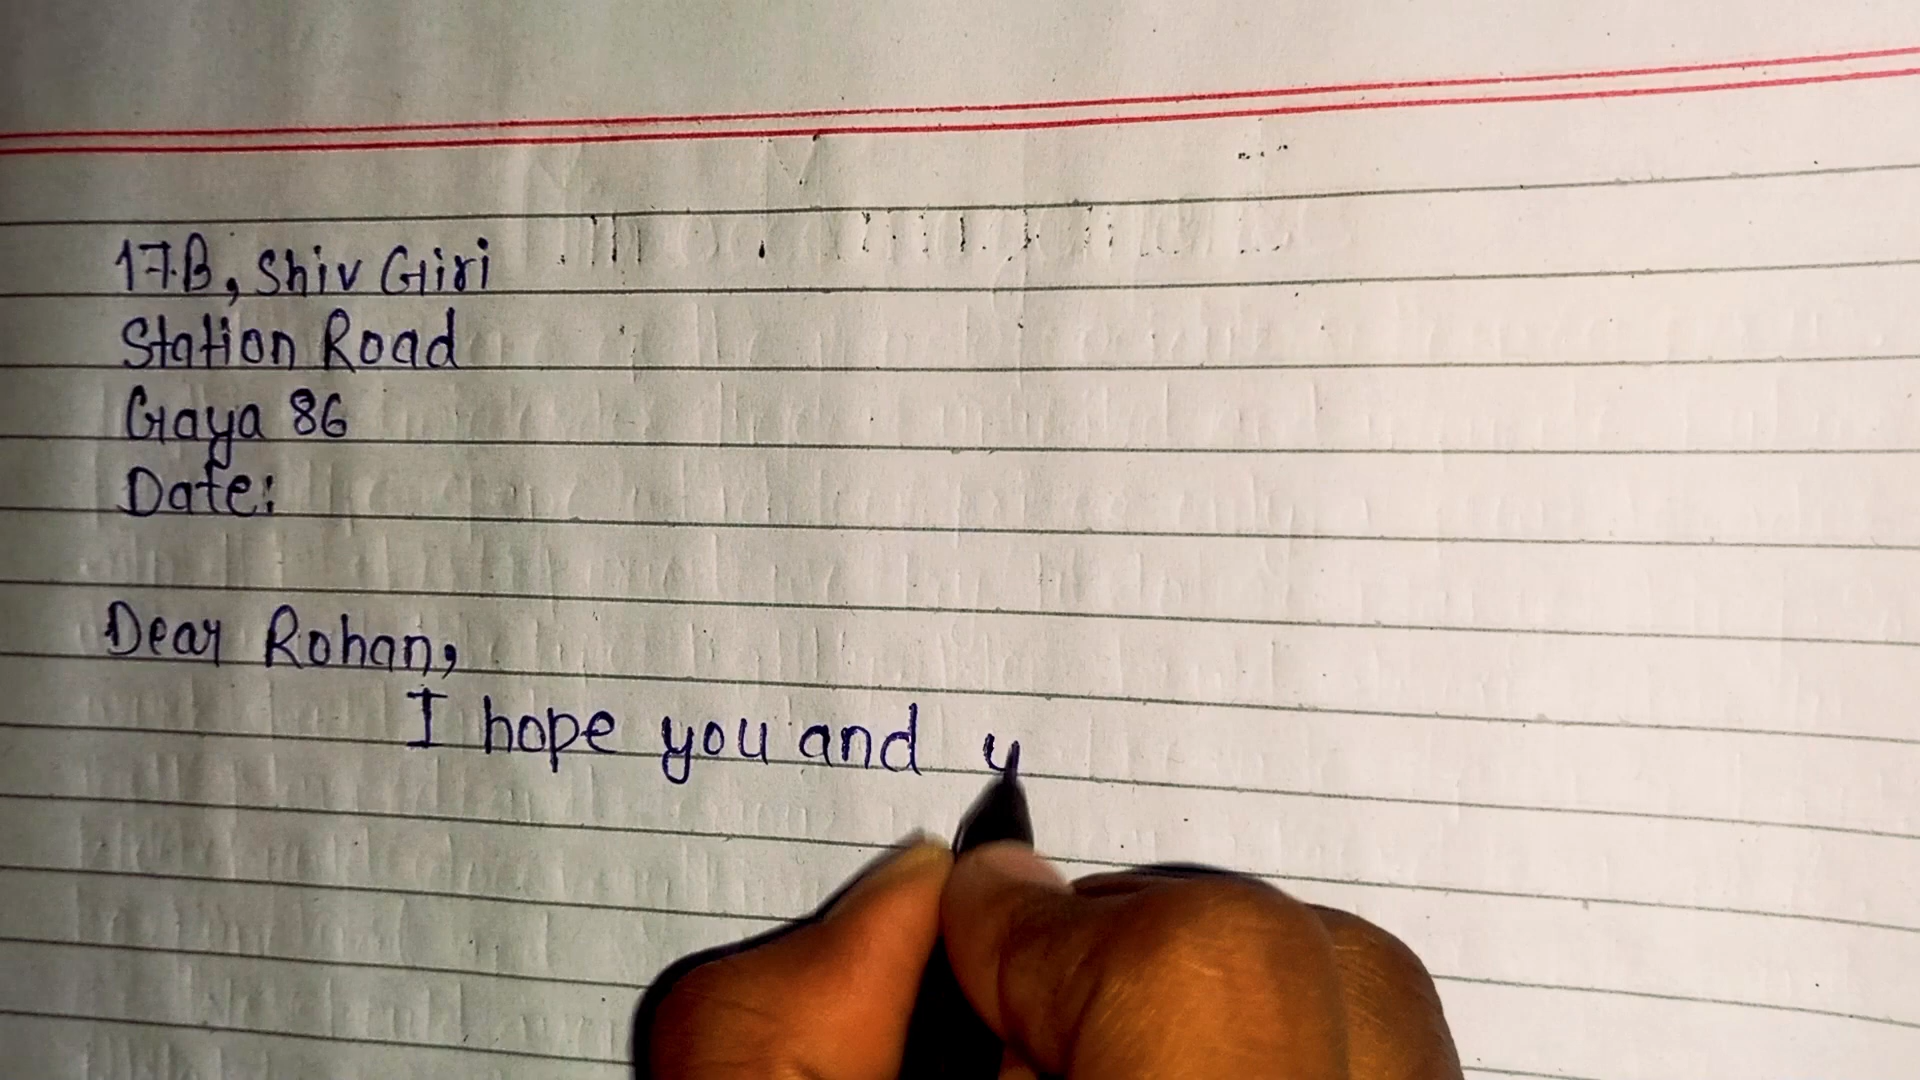 17.B, Shiv Giri
Station Road
Gaya 86
Date:
Dear Rohan,
I hope you and y